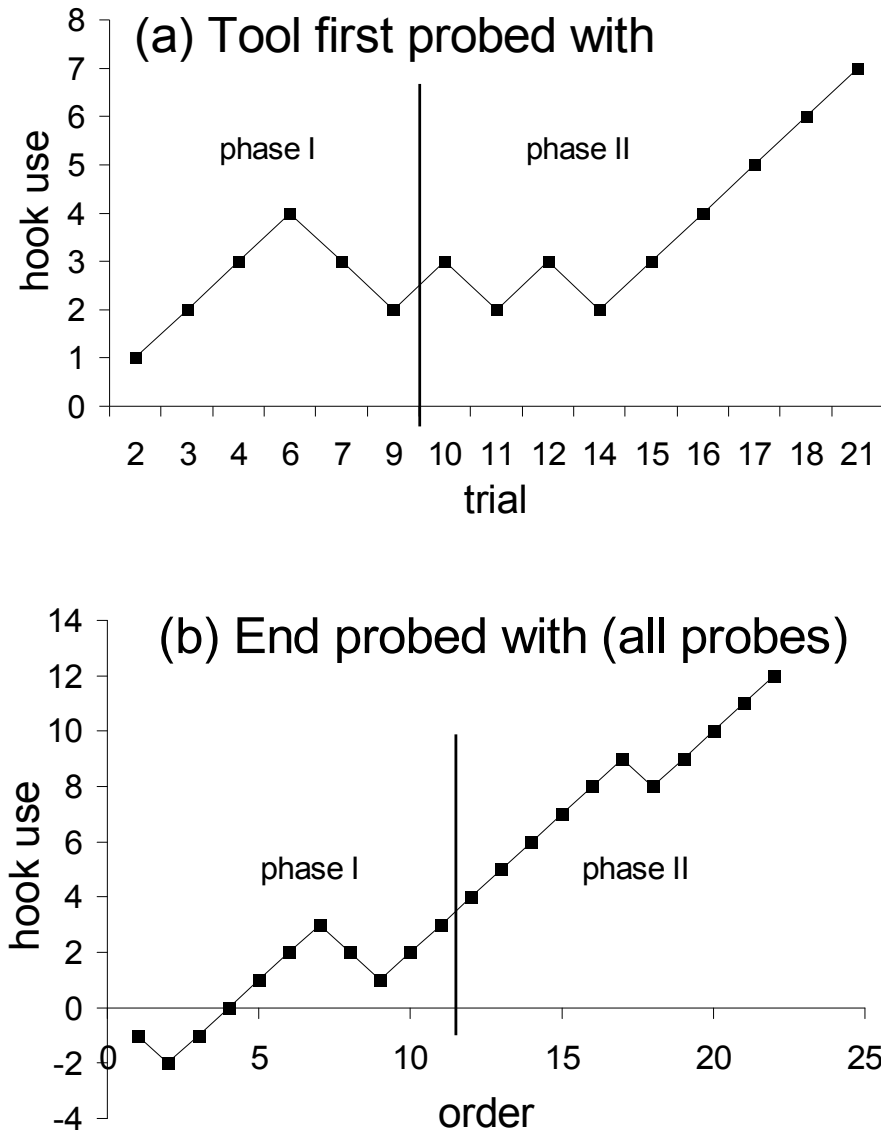 (a) Tool first probed with
8
7
6
5
4
3
2
1
0
hook use
phase I
phase II
2 3 4 6 7 9 10 11 12 14 15 16 17 18 21
trial
(b) End probed with (all probes)
14
12
10
8
6
4
2
0
-2
-4
hook use
phase I
phase II
0 5 10 15 20 25
order